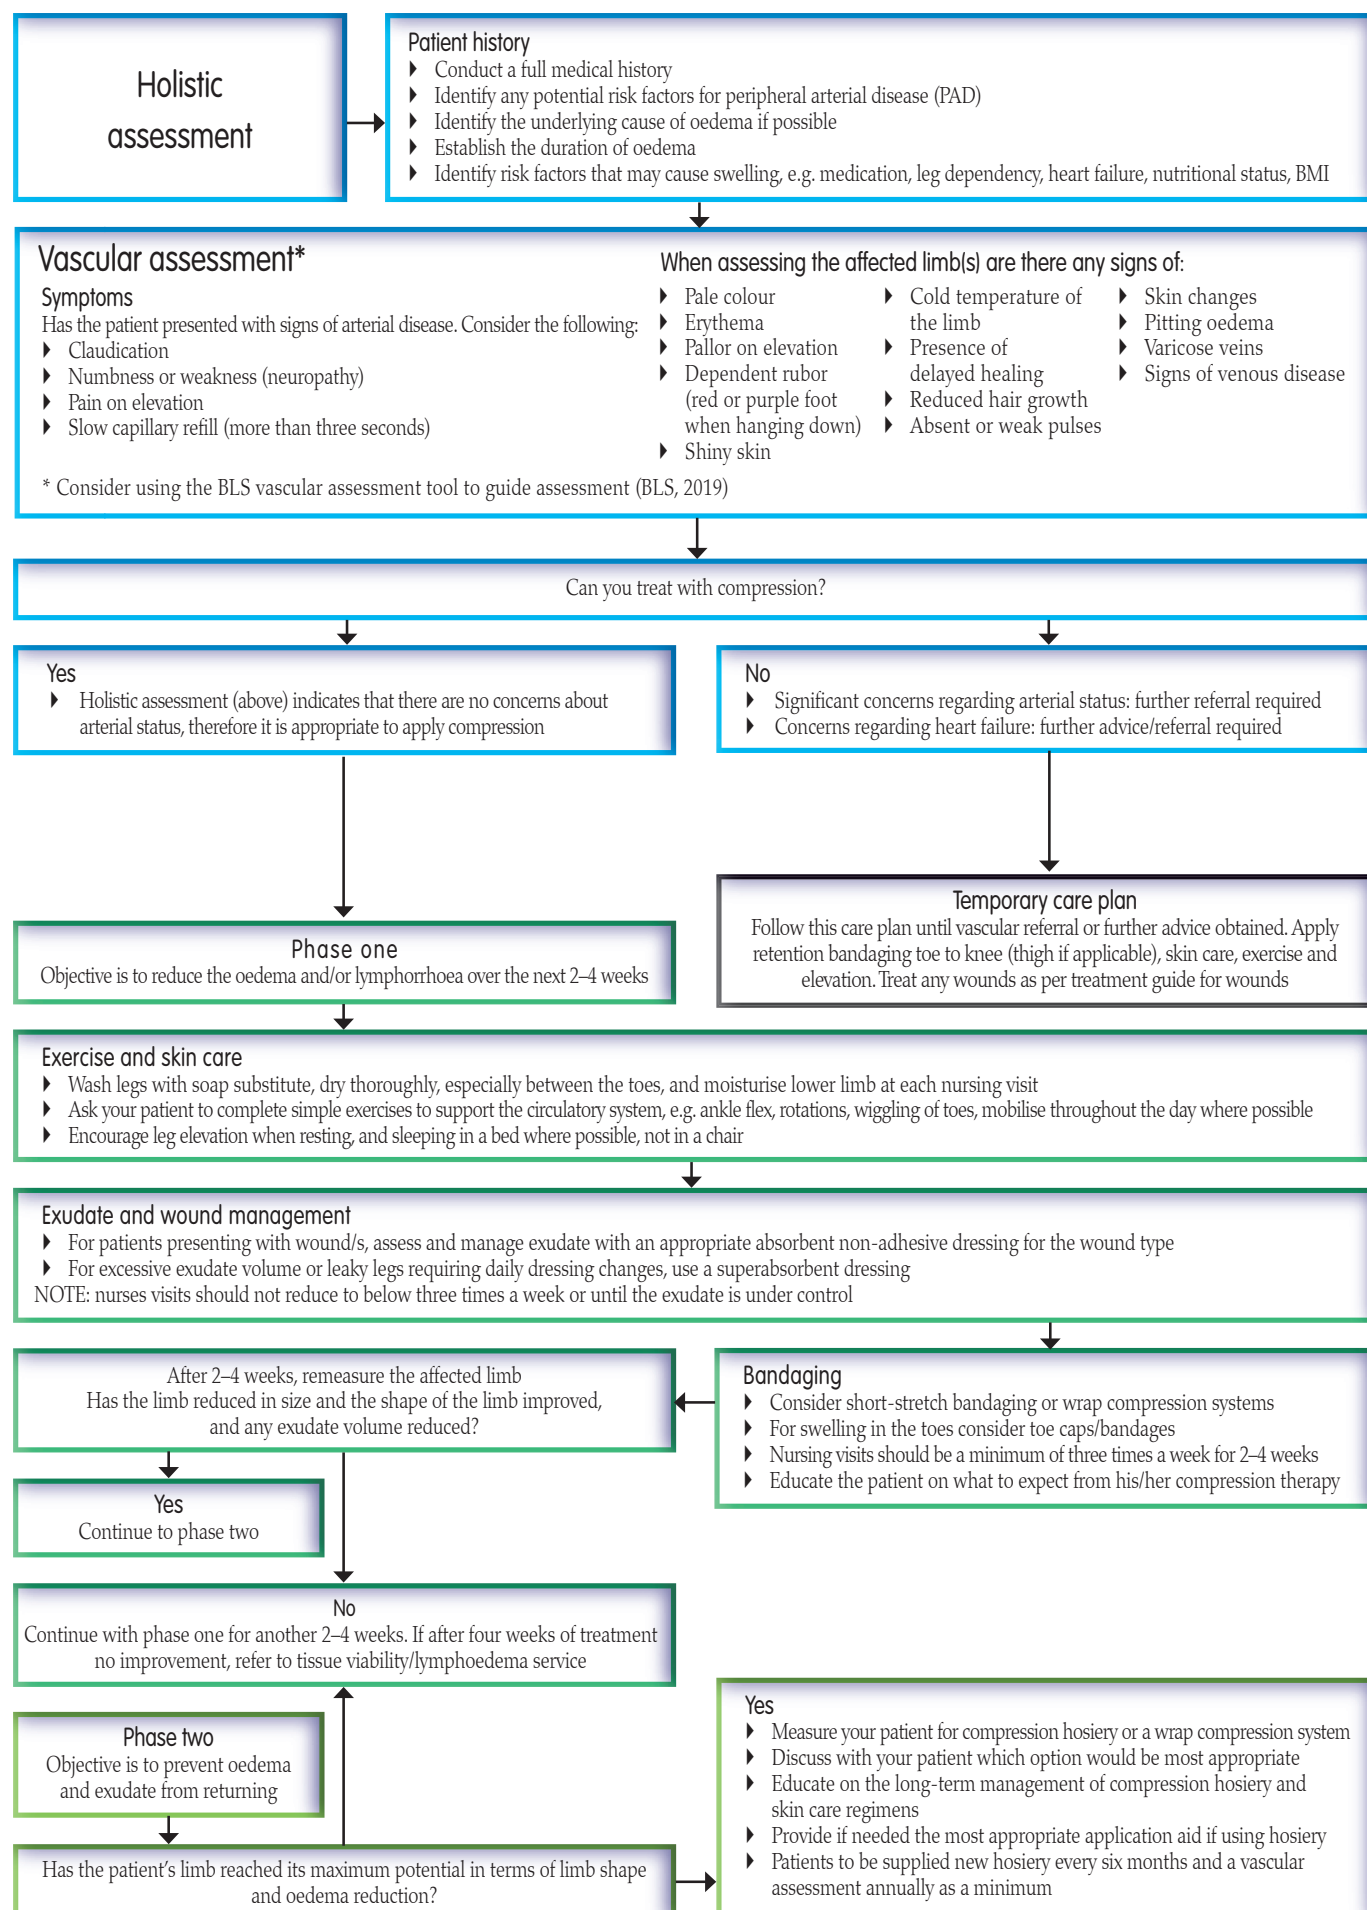 Holistic
assessment
Patient history
Conduct a full medical history
Identify any potential risk factors for peripheral arterial disease (PAD)
Identify the underlying cause of oedema if possible
Establish the duration of oedema
Identify risk factors that may cause swelling, e.g. medication, leg dependency, heart failure, nutritional status, BMI
Vascular assessment*
Symptoms
Has the patient presented with signs of arterial disease. Consider the following:
Claudication
Numbness or weakness (neuropathy)
Pain on elevation
Slow capillary refill (more than three seconds)
When assessing the affected limb(s) are there any signs of:
Pale colour
Erythema
Pallor on elevation
Dependent rubor
(red or purple foot
when hanging down)
Shiny skin
Cold temperature of
the limb
Presence of
delayed healing
Reduced hair growth
Absent or weak pulses
Skin changes
Pitting oedema
Varicose veins
Signs of venous disease
* Consider using the BLS vascular assessment tool to guide assessment (BLS, 2019)
Can you treat with compression?
Yes
Holistic assessment (above) indicates that there are no concerns about
arterial status, therefore it is appropriate to apply compression
No
Significant concerns regarding arterial status: further referral required
Concerns regarding heart failure: further advice/referral required
Temporary care plan
Follow this care plan until vascular referral or further advice obtained. Apply
retention bandaging toe to knee (thigh if applicable), skin care, exercise and
elevation. Treat any wounds as per treatment guide for wounds
Phase one
Objective is to reduce the oedema and/or lymphorrhoea over the next 2–4 weeks
Exercise and skin care
Wash legs with soap substitute, dry thoroughly, especially between the toes, and moisturise lower limb at each nursing visit
Ask your patient to complete simple exercises to support the circulatory system, e.g. ankle flex, rotations, wiggling of toes, mobilise throughout the day where possible
Encourage leg elevation when resting, and sleeping in a bed where possible, not in a chair
Exudate and wound management
For patients presenting with wound/s, assess and manage exudate with an appropriate absorbent non-adhesive dressing for the wound type
For excessive exudate volume or leaky legs requiring daily dressing changes, use a superabsorbent dressing
NOTE: nurses visits should not reduce to below three times a week or until the exudate is under control
Bandaging
Consider short-stretch bandaging or wrap compression systems
For swelling in the toes consider toe caps/bandages
Nursing visits should be a minimum of three times a week for 2–4 weeks
Educate the patient on what to expect from his/her compression therapy
After 2–4 weeks, remeasure the affected limb
Has the limb reduced in size and the shape of the limb improved,
and any exudate volume reduced?
Yes
Continue to phase two
No
Continue with phase one for another 2–4 weeks. If after four weeks of treatment
no improvement, refer to tissue viability/lymphoedema service
Phase two
Objective is to prevent oedema
and exudate from returning
Has the patient's limb reached its maximum potential in terms of limb shape
and oedema reduction?
Yes
Measure your patient for compression hosiery or a wrap compression system
Discuss with your patient which option would be most appropriate
Educate on the long-term management of compression hosiery and
skin care regimens
Provide if needed the most appropriate application aid if using hosiery
Patients to be supplied new hosiery every six months and a vascular
assessment annually as a minimum